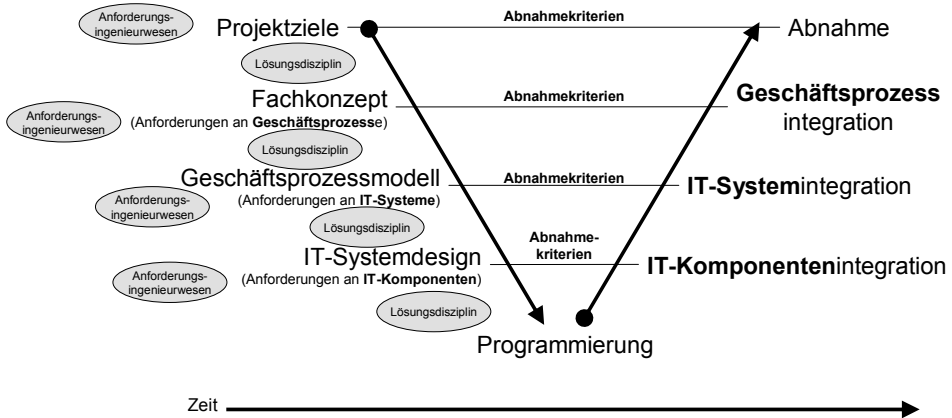 Anforderungs-
ingenieurwesen
Projektziele
Abnahmekriterien
Abnahme
Lösungsdisziplin
Fachkonzept
(Anforderungen an Geschäftsprozesse)
Anforderungs-
ingenieurwesen
Abnahmekriterien
Geschäftsprozess
integration
Lösungsdisziplin
Geschäftsprozessmodell
(Anforderungen an IT-Systeme)
Anforderungs-
ingenieurwesen
Abnahmekriterien
IT-Systemintegration
Lösungsdisziplin
IT-Systemdesign
(Anforderungen an IT-Komponenten)
Anforderungs-
ingenieurwesen
Abnahme-
kriterien
IT-Komponentenintegration
Lösungsdisziplin
Programmierung
Zeit